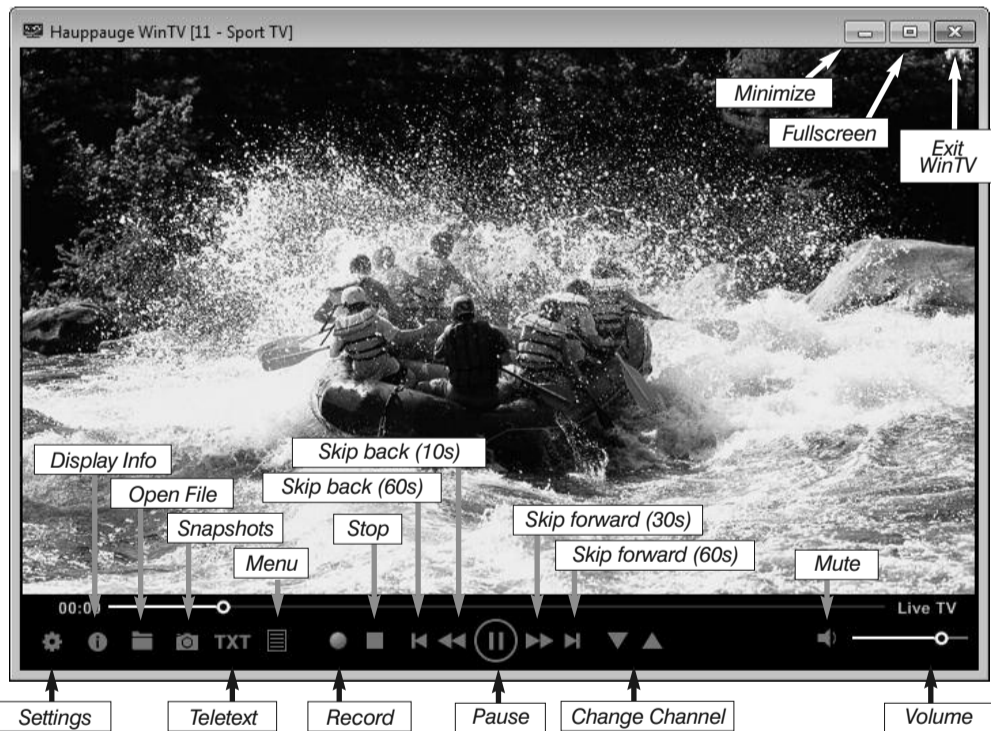 Hauppauge WinTV [11 - Sport TV]
Minimize
Fullscreen
Exit
WinTV
Display Info
Open File
Snapshots
Menu
Skip back (10s)
Skip back (60s)
Stop
Skip forward (30s)
Skip forward (60s)
Mute
00:00
Live TV
TXT
Settings
Teletext
Record
Pause
Change Channel
Volume